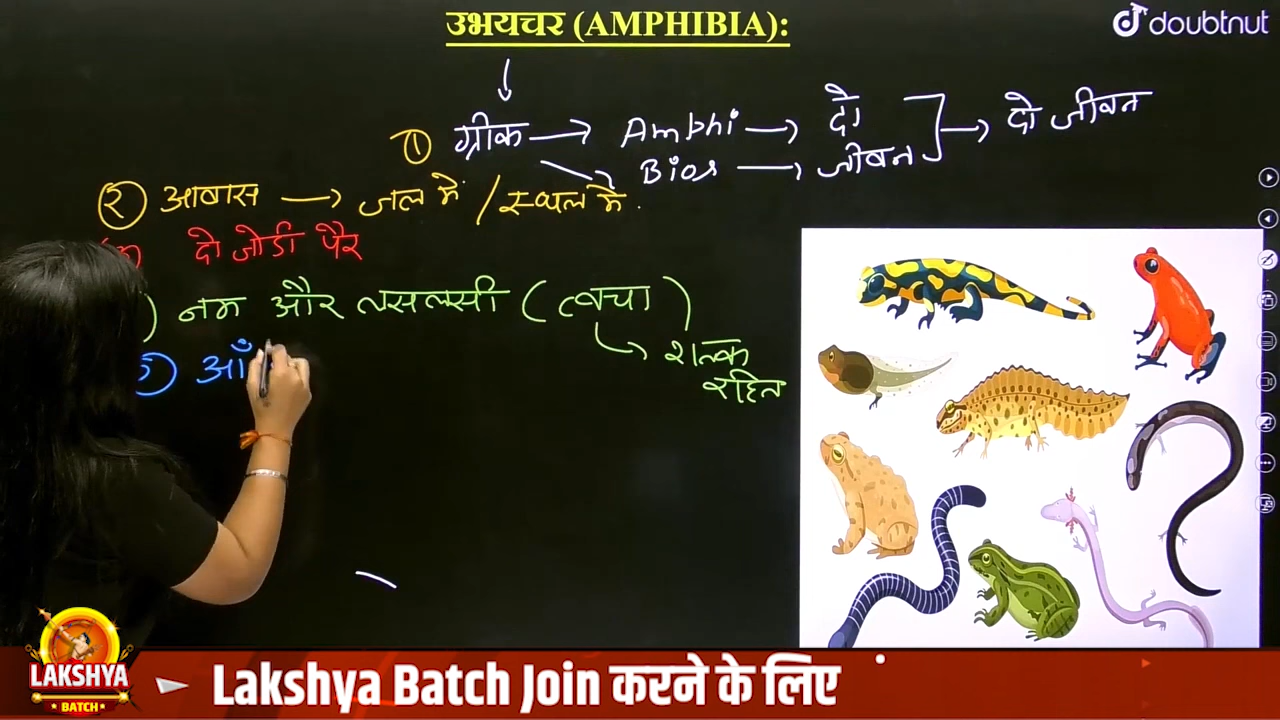 उभयचर (AMPHIBIA):
doubtnut
① ग्रीक → Amphi → दो
Bios → जीवन
→ दो जीवन
② आवास → जल में / स्थल में.
दो जोडी पैर
नम और लसलसी (त्वचा)
→ शल्क
रहित
⑤ आँ
LAKSHYA
BATCH
Lakshya Batch Join करने के लिए